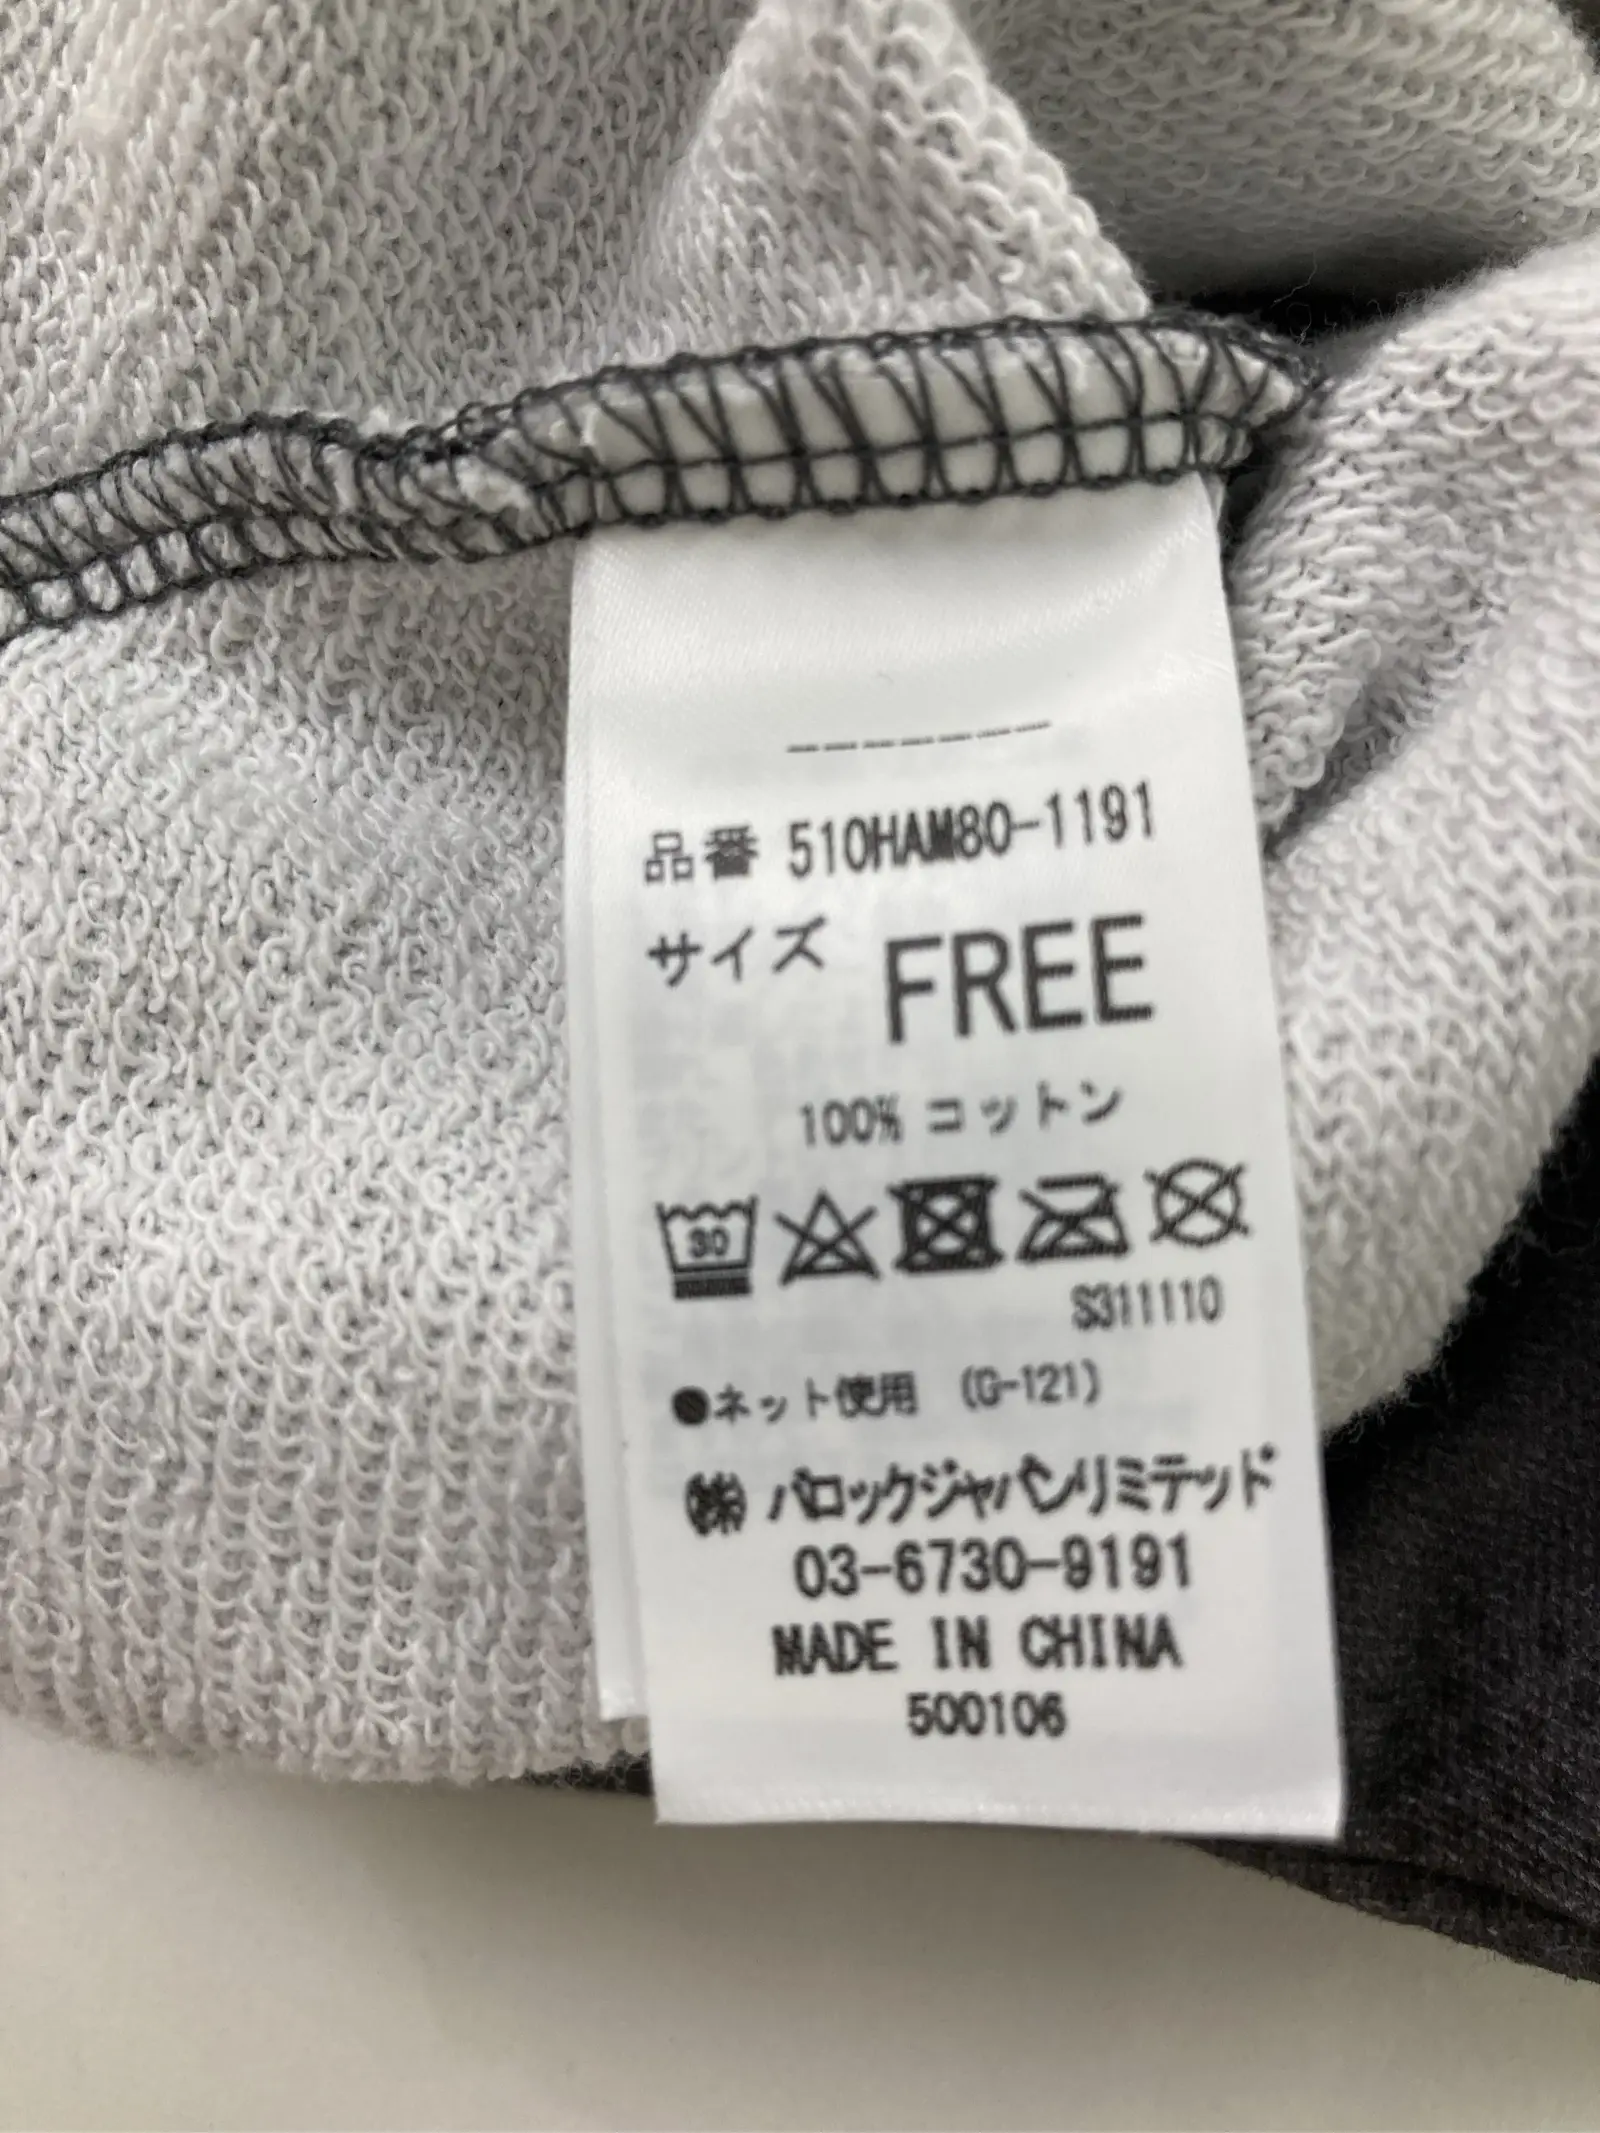 品番 510HAM80-1191
サイズ FREE
100% コットン
30
S311110
●ネット使用 (G-121)
㈱ バロックジャパンリミテッド
03-6730-9191
MADE IN CHINA
500106